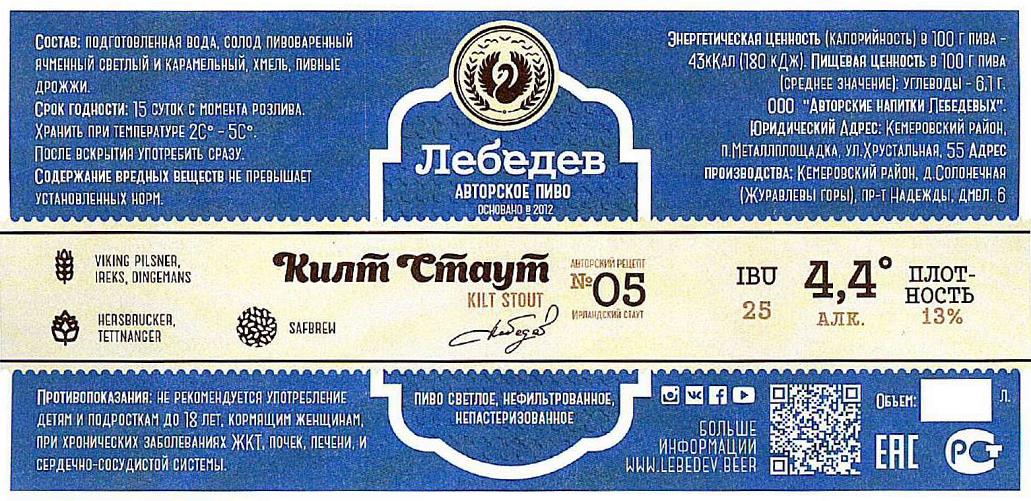 Состав: подготовленная вода, солод пивоваренный
ячменный светлый и карамельный, хмель, пивные
дрожжи.
Срок годности: 15 суток с момента розлива.
Хранить при температуре 2С° - 5С°.
После вскрытия употребить сразу.
Содержание вредных веществ не превышает
установленных норм.
Лебедев
АВТОРСКОЕ ПИВО
ОСНОВАНО В 2012
Энергетическая ценность (калорийность) в 100 г пива -
43кКал (180 кДж). Пищевая ценность в 100 г пива
(среднее значение): углеводы - 6,1 г.
ООО "Авторские напитки Лебедевых".
Юридический Адрес: Кемеровский район,
п.Металлплощадка, ул.Хрустальная, 55 Адрес
производства: Кемеровский район, д.Солонечная
(Журавлевы горы), пр-т Надежды, дмвл. 6
VIKING PILSNER,
IREKS, DINGEMANS
HERSBRUCKER,
TETTNANGER
SAFBREW
Килт Стаут
KILT STOUT
Лебедев
АВТОРСКИЙ РЕЦЕПТ
№05
ИРЛАНДСКИЙ СТАУТ
IBU
25
4,4°
АЛК.
ПЛОТ-
НОСТЬ
13%
Противопоказания: не рекомендуется употребление
детям и подросткам до 18 лет, кормящим женщинам,
при хронических заболеваниях ЖКТ, почек, печени, и
сердечно-сосудистой системы.
ПИВО СВЕТЛОЕ, НЕФИЛЬТРОВАННОЕ,
НЕПАСТЕРИЗОВАННОЕ
БОЛЬШЕ
ИНФОРМАЦИИ
WWW.LEBEDEV.BEER
Объем: л.
ЕАС
РСТ